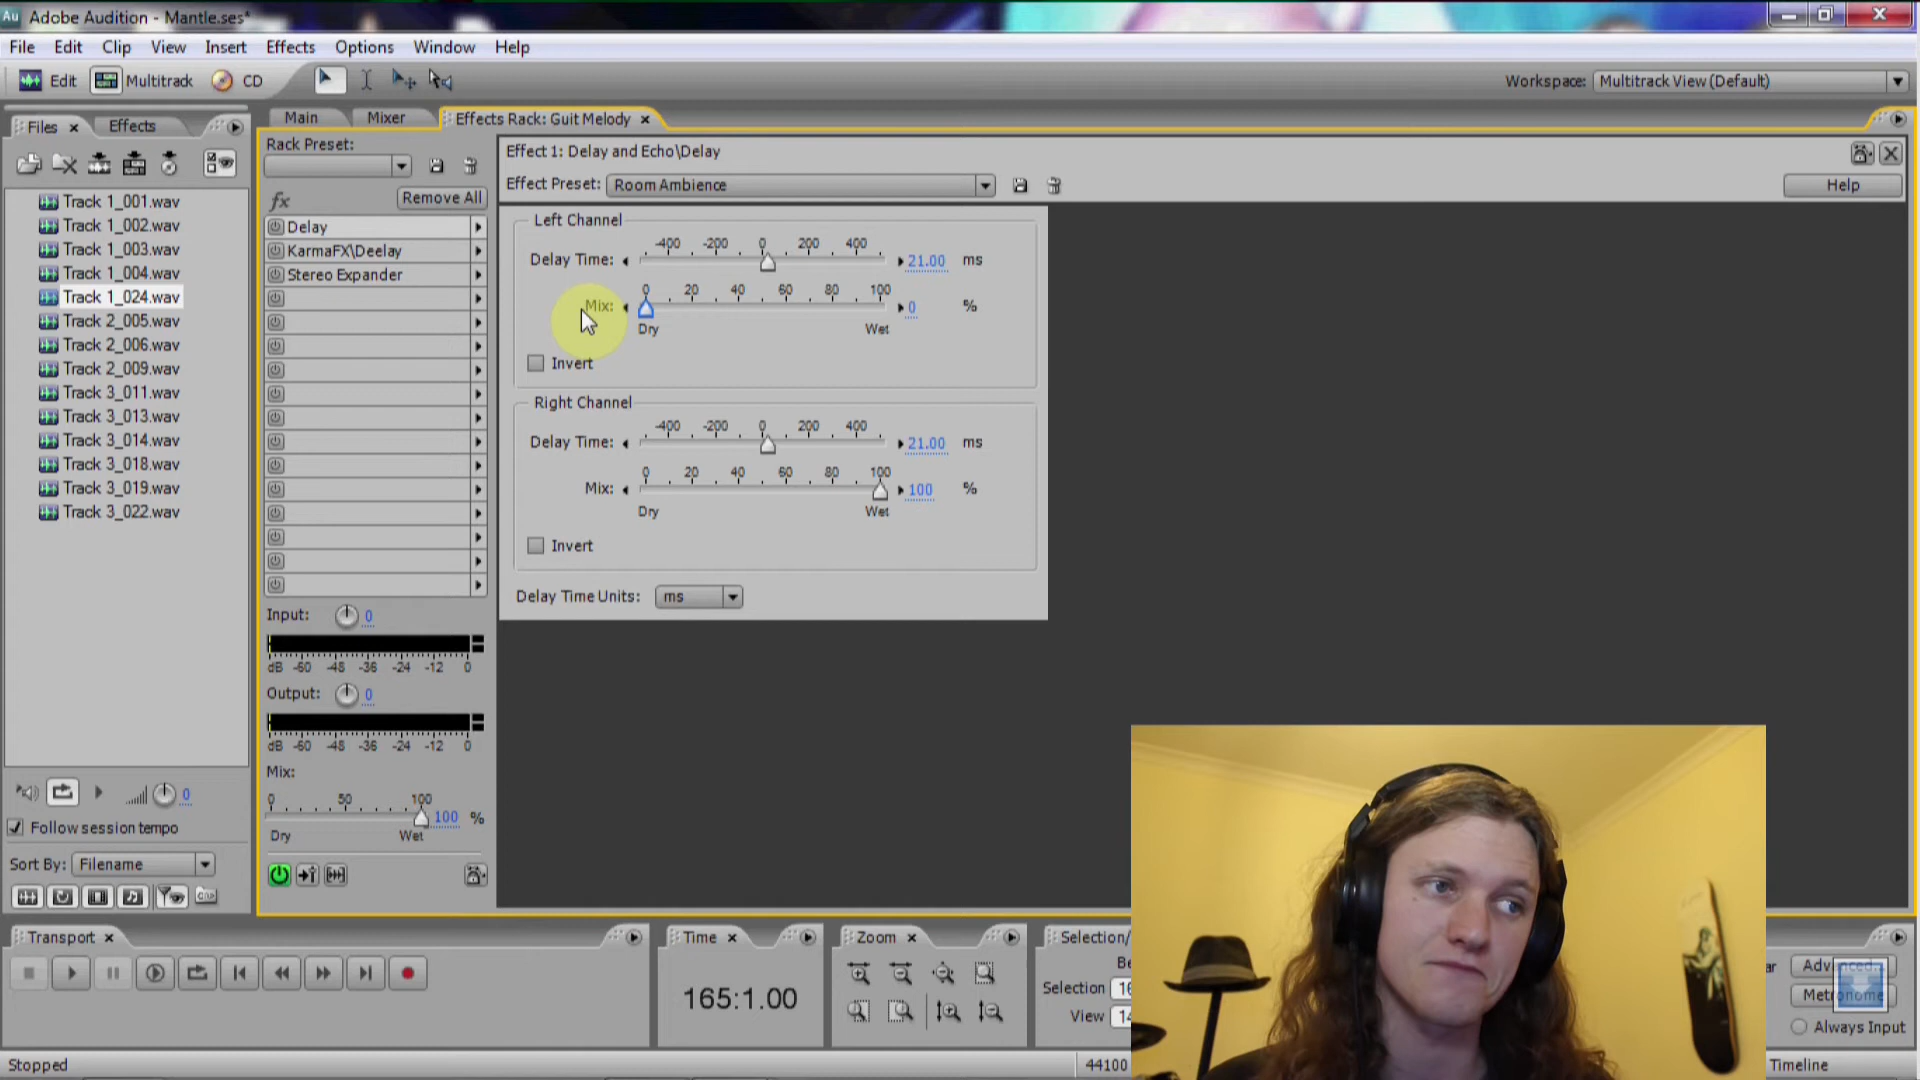 Adobe Audition - Mantle.ses*
File Edit Clip View Insert Effects Options Window Help
Edit Multitrack CD
Workspace: Multitrack View (Default)
Files Effects
Main Mixer Effects Rack: Guit Melody
Track 1_001.wav
Track 1_002.wav
Track 1_003.wav
Track 1_004.wav
Track 1_024.wav
Track 2_005.wav
Track 2_006.wav
Track 2_009.wav
Track 3_011.wav
Track 3_013.wav
Track 3_014.wav
Track 3_018.wav
Track 3_019.wav
Track 3_022.wav
0
Follow session tempo
Sort By: Filename
Rack Preset:
fx Remove All
Delay
KarmaFX\Deelay
Stereo Expander
Input: 0
dB -60 -48 -36 -24 -12 0
Output: 0
dB -60 -48 -36 -24 -12 0
Mix:
0 50 100
100 %
Dry Wet
Effect 1: Delay and Echo\Delay
Effect Preset: Room Ambience
Help
Left Channel
-400 -200 0 200 400
Delay Time: 21.00 ms
0 20 40 60 80 100
Mix: 0 %
Dry Wet
Invert
Right Channel
-400 -200 0 200 400
Delay Time: 21.00 ms
0 20 40 60 80 100
Mix: 100 %
Dry Wet
Invert
Delay Time Units: ms
Transport
Time
165:1.00
Zoom
Selection/
Be
Selection 16
View 14
Advanced...
Metronome
Always Input
Stopped
44100
Timeline